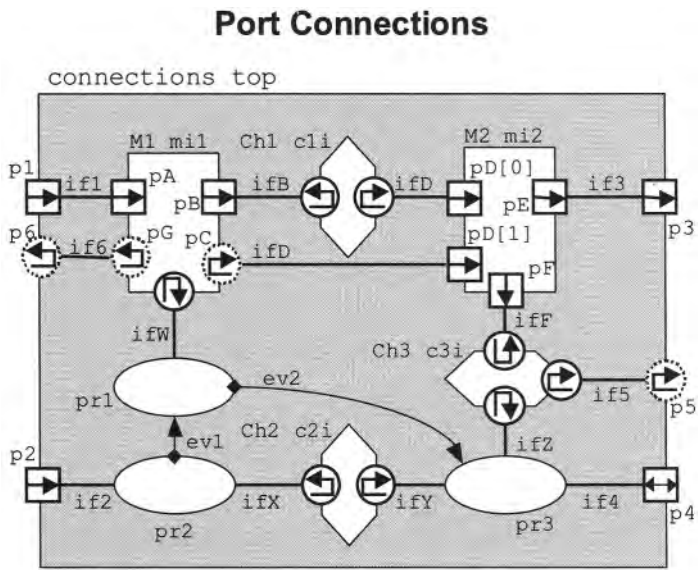 Port Connections
connections top
M1 mi1
Ch1 c1i
M2 mi2
p1
if1
pA
pB
ifB
ifD
pD[0]
pE
if3
p3
p6
if6
pG
pC
ifD
pD[1]
pF
ifW
ifF
Ch3 c3i
pr1
ev2
if5
p5
ev1
Ch2 c2i
ifZ
p2
if2
pr2
ifX
ifY
pr3
if4
p4